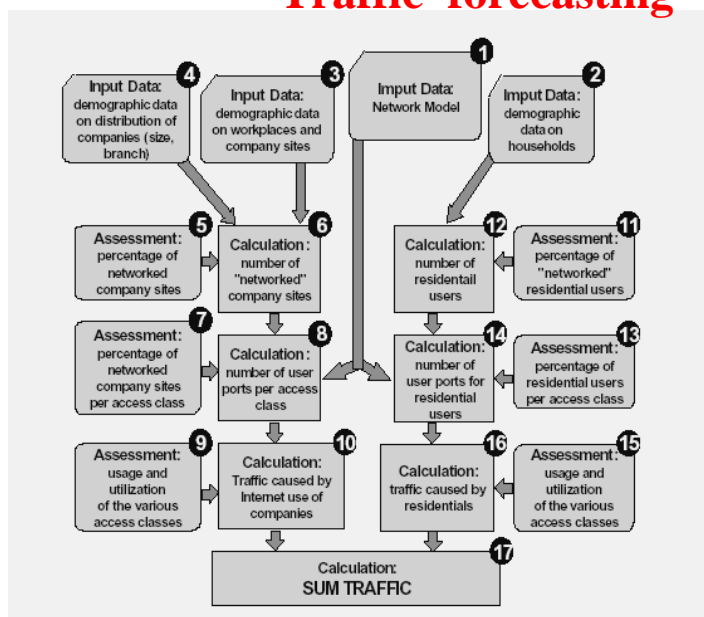 Traffic forecasting
1
Imput Data:
Network Model
2
Imput Data:
demographic
data on
households
3
Input Data:
demographic data
on workplaces and
company sites
4
Input Data:
demographic data
on distribution of
companies (size,
branch)
5
Assessment:
percentage of
networked
company sites
6
Calculation :
number of
"networked"
company sites
7
Assessment:
percentage of
networked
company sites
per access class
8
Calculation:
number of user
ports per access
class
9
Assessment:
usage and
utilization
of the various
access classes
10
Calculation:
Traffic caused by
Internet use of
companies
11
Assessment:
percentage of
"networked"
residential users
12
Calculation:
number of
residentail
users
13
Assessment:
percentage of
residential users
per access class
14
Calculation:
number of
user ports for
residential
users
15
Assessment:
usage and
utilization
of the various
access classes
16
Calculation:
traffic caused by
residentials
17
Calculation:
SUM TRAFFIC